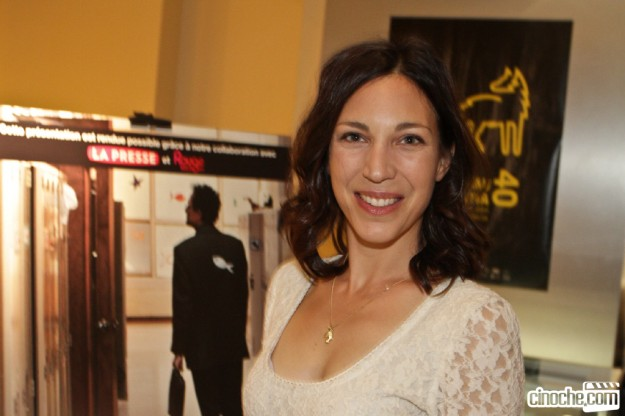 Cette présentation est rendue possible grâce à notre collaboration avec
LA PRESSE et Rouge
40
cinoche.com